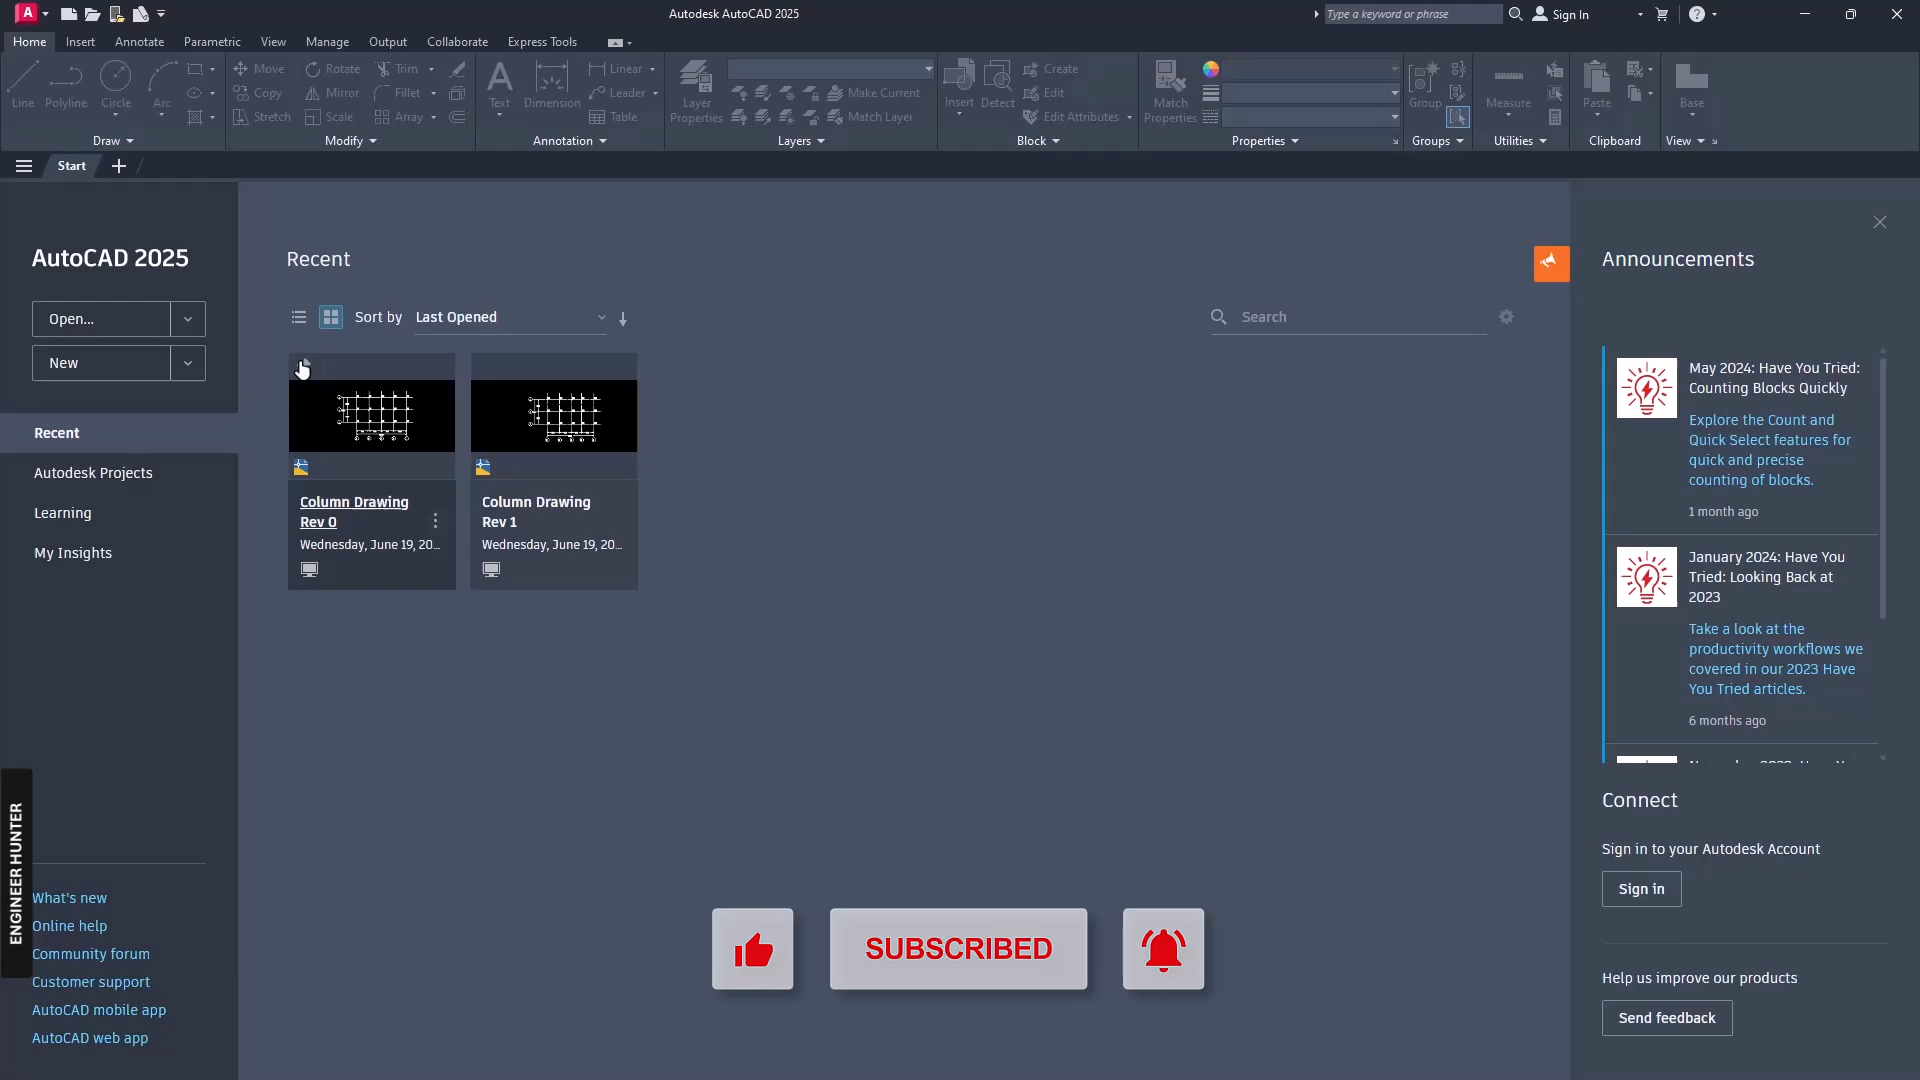 A
Autodesk AutoCAD 2025
Type a keyword or phrase
Sign In
?
Home
Insert
Annotate
Parametric
View
Manage
Output
Collaborate
Express Tools
Line
Polyline
Circle
Arc
Draw
Move
Rotate
Trim
Copy
Mirror
Fillet
Stretch
Scale
Array
Modify
Text
Dimension
Linear
Leader
Table
Annotation
Layer
Properties
Make Current
Match Layer
Layers
Insert
Detect
Create
Edit
Edit Attributes
Block
Match
Properties
Properties
Group
Groups
Measure
Utilities
Paste
Clipboard
Base
View
Start
AutoCAD 2025
Open...
New
Recent
Autodesk Projects
Learning
My Insights
What's new
Online help
Community forum
Customer support
AutoCAD mobile app
AutoCAD web app
ENGINEER HUNTER
Recent
Sort by
Last Opened
Search
Column Drawing
Rev 0
Wednesday, June 19, 20...
Column Drawing
Rev 1
Wednesday, June 19, 20...
SUBSCRIBED
Announcements
May 2024: Have You Tried:
Counting Blocks Quickly
Explore the Count and
Quick Select features for
quick and precise
counting of blocks.
1 month ago
January 2024: Have You
Tried: Looking Back at
2023
Take a look at the
productivity workflows we
covered in our 2023 Have
You Tried articles.
6 months ago
Connect
Sign in to your Autodesk Account
Sign in
Help us improve our products
Send feedback